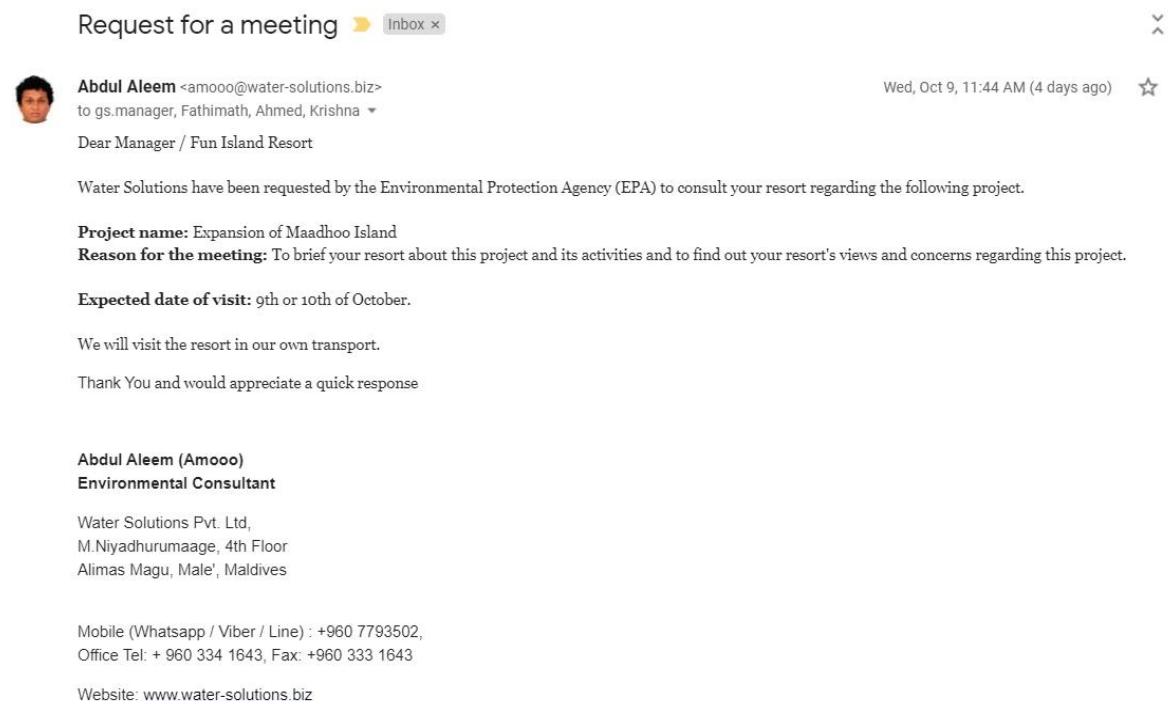 Request for a meeting
Inbox ×
Abdul Aleem <amooo@water-solutions.biz>
Wed, Oct 9, 11:44 AM (4 days ago)
to gs.manager, Fathimath, Ahmed, Krishna
Dear Manager / Fun Island Resort
Water Solutions have been requested by the Environmental Protection Agency (EPA) to consult your resort regarding the following project.
Project name: Expansion of Maadhoo Island
Reason for the meeting: To brief your resort about this project and its activities and to find out your resort's views and concerns regarding this project.
Expected date of visit: 9th or 10th of October.
We will visit the resort in our own transport.
Thank You and would appreciate a quick response
Abdul Aleem (Amooo)
Environmental Consultant
Water Solutions Pvt. Ltd,
M.Niyadhurumaage, 4th Floor
Alimas Magu, Male', Maldives
Mobile (Whatsapp / Viber / Line) : +960 7793502,
Office Tel: + 960 334 1643, Fax: +960 333 1643
Website: www.water-solutions.biz